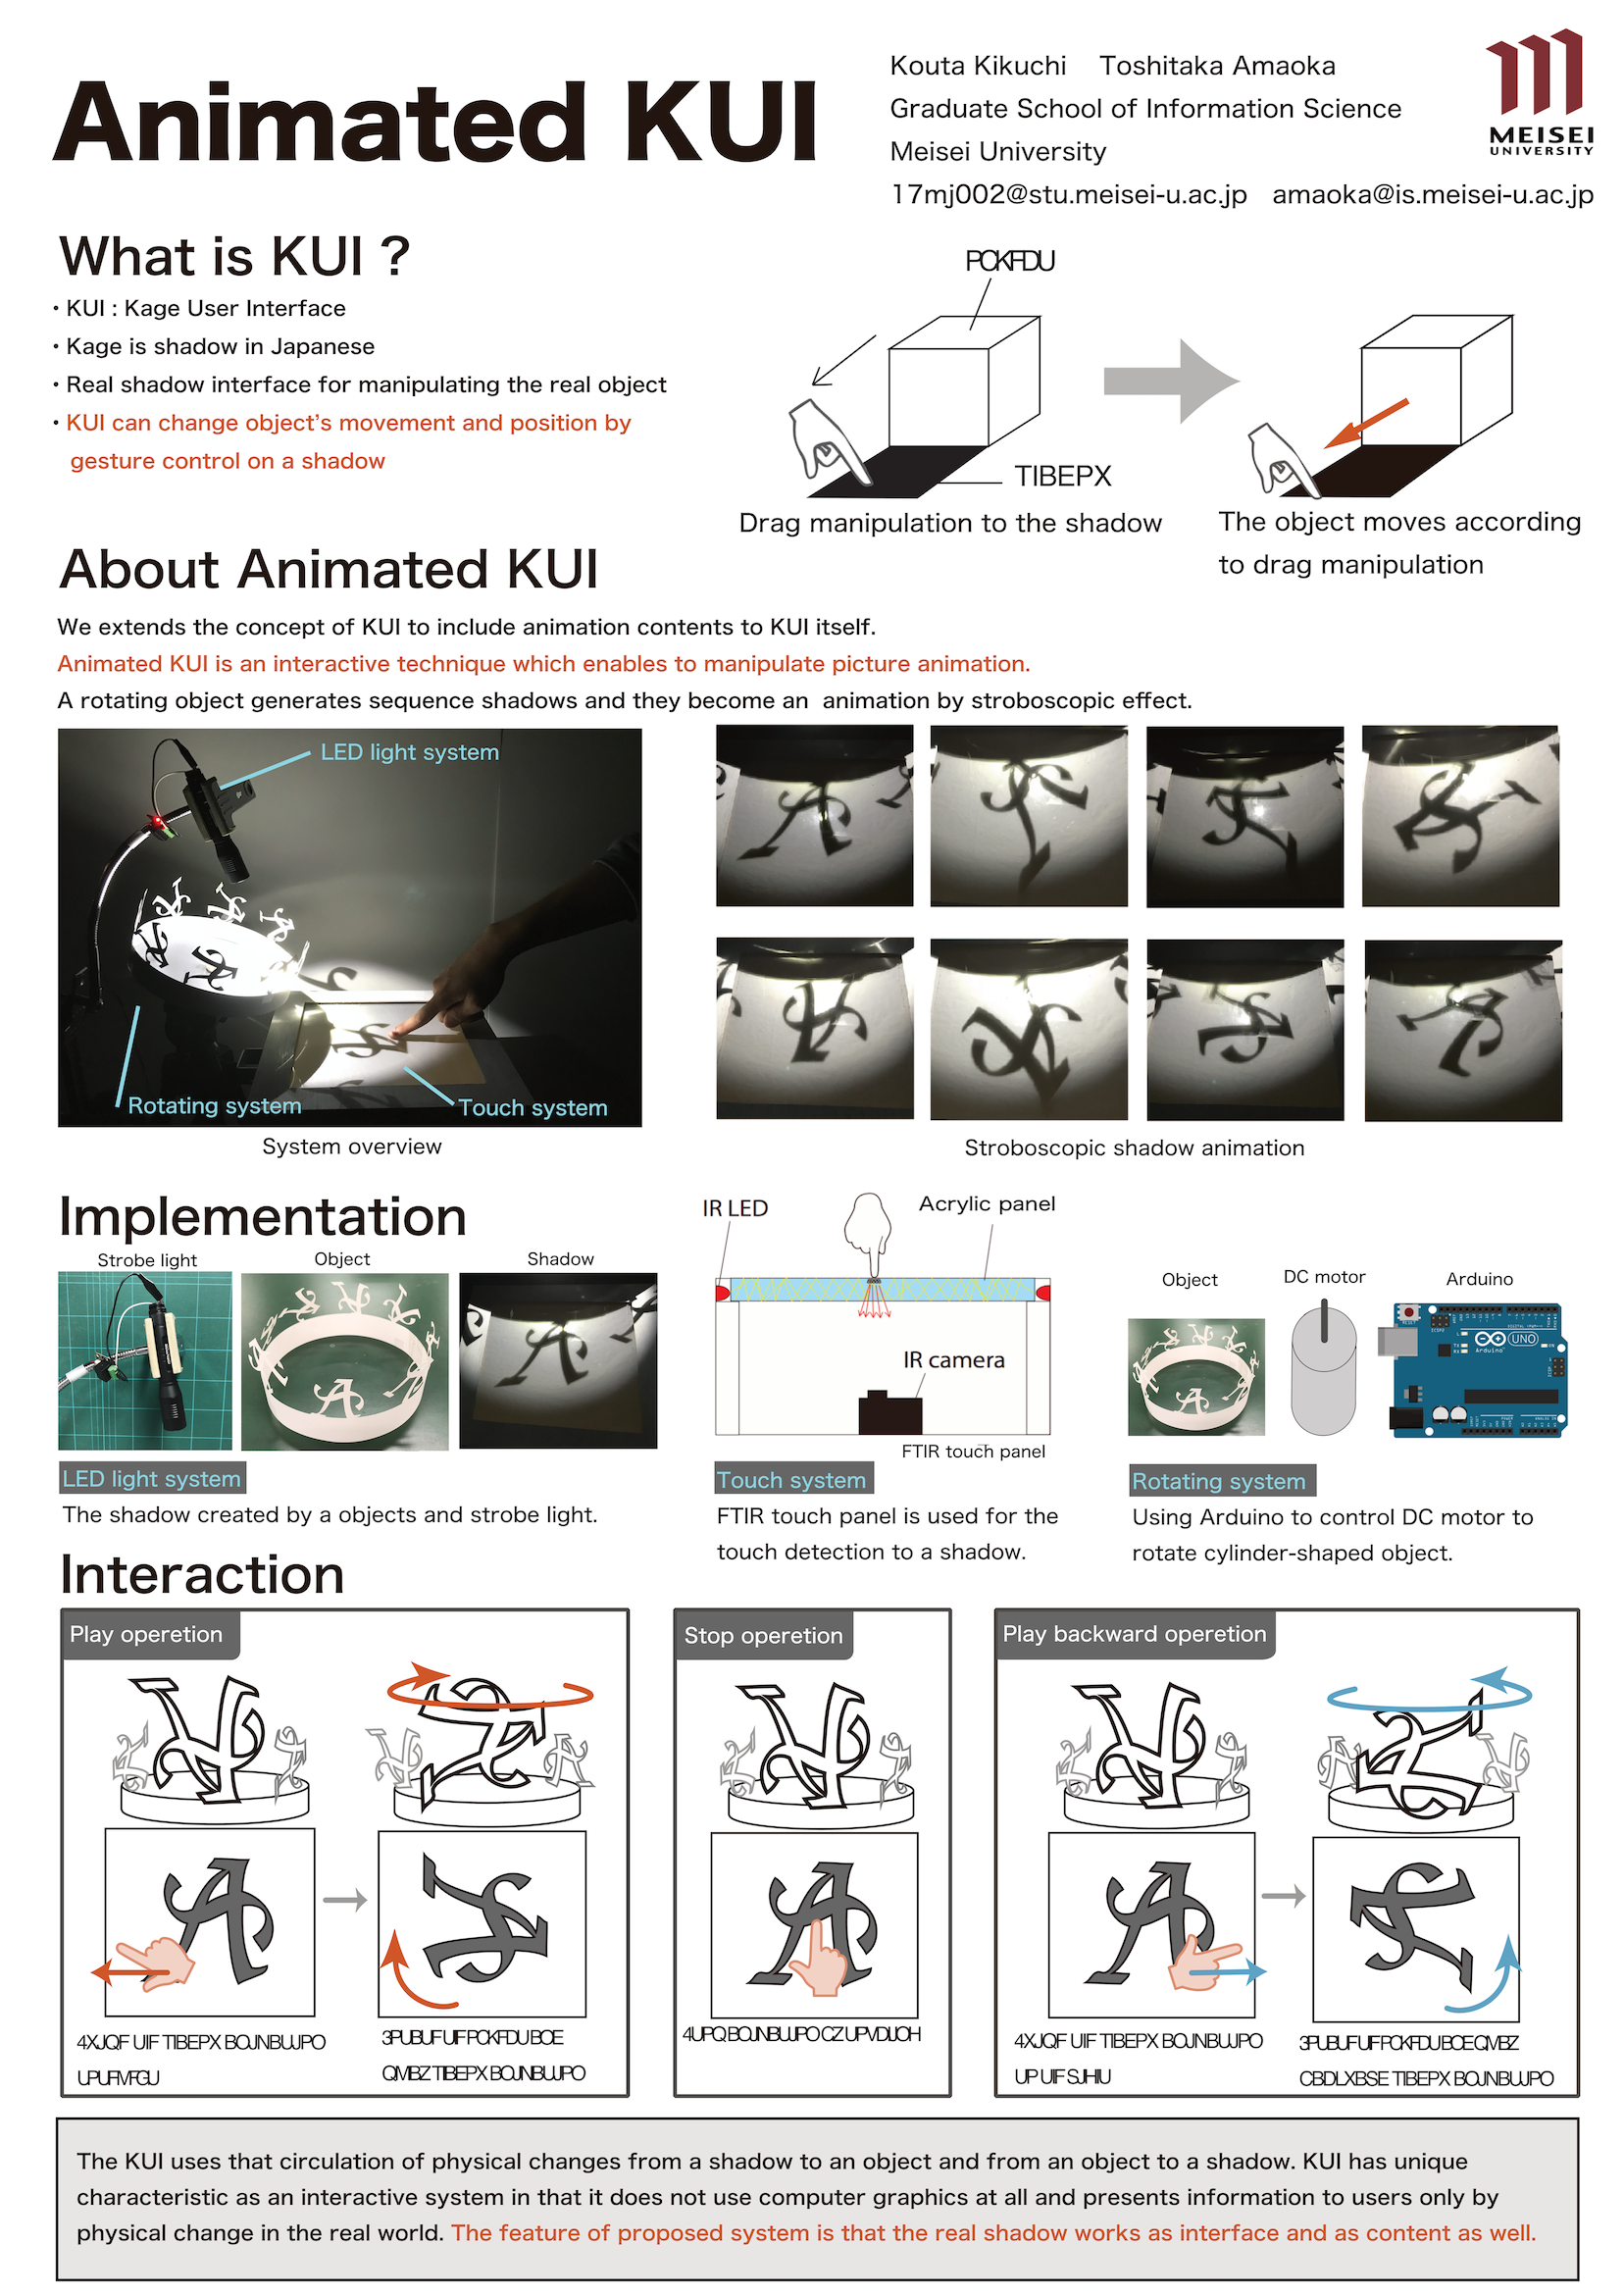 Animated KUI
Kouta Kikuchi Toshitaka Amaoka
Graduate School of Information Science
Meisei University
17mj002@stu.meisei-u.ac.jp amaoka@is.meisei-u.ac.jp
MEISEI
UNIVERSITY
What is KUI ?
・KUI : Kage User Interface
・Kage is shadow in Japanese
・Real shadow interface for manipulating the real object
・KUI can change object's movement and position by
gesture control on a shadow
PCKFDU
TIBEPX
Drag manipulation to the shadow
The object moves according
to drag manipulation
About Animated KUI
We extends the concept of KUI to include animation contents to KUI itself.
Animated KUI is an interactive technique which enables to manipulate picture animation.
A rotating object generates sequence shadows and they become an animation by stroboscopic effect.
LED light system
Rotating system
Touch system
System overview
Stroboscopic shadow animation
Implementation
Strobe light
Object
Shadow
LED light system
The shadow created by a objects and strobe light.
IR LED
Acrylic panel
IR camera
FTIR touch panel
Touch system
FTIR touch panel is used for the
touch detection to a shadow.
Object
DC motor
Arduino
UNO
Arduino
Rotating system
Using Arduino to control DC motor to
rotate cylinder-shaped object.
Interaction
Play operetion
4XJQF UIF TIBEPX BOJNBUJPO
UP UIF MFGU
3PUBUF UIF PCKFDU BOE
QMBZ TIBEPX BOJNBUJPO
Stop operetion
4UPQ BOJNBUJPO CZ UPVDIJOH
Play backward operetion
4XJQF UIF TIBEPX BOJNBUJPO
UP UIF SJHIU
3PUBUF UIF PCKFDU BOE QMBZ
CBDLXBSE TIBEPX BOJNBUJPO
The KUI uses that circulation of physical changes from a shadow to an object and from an object to a shadow. KUI has unique
characteristic as an interactive system in that it does not use computer graphics at all and presents information to users only by
physical change in the real world. The feature of proposed system is that the real shadow works as interface and as content as well.